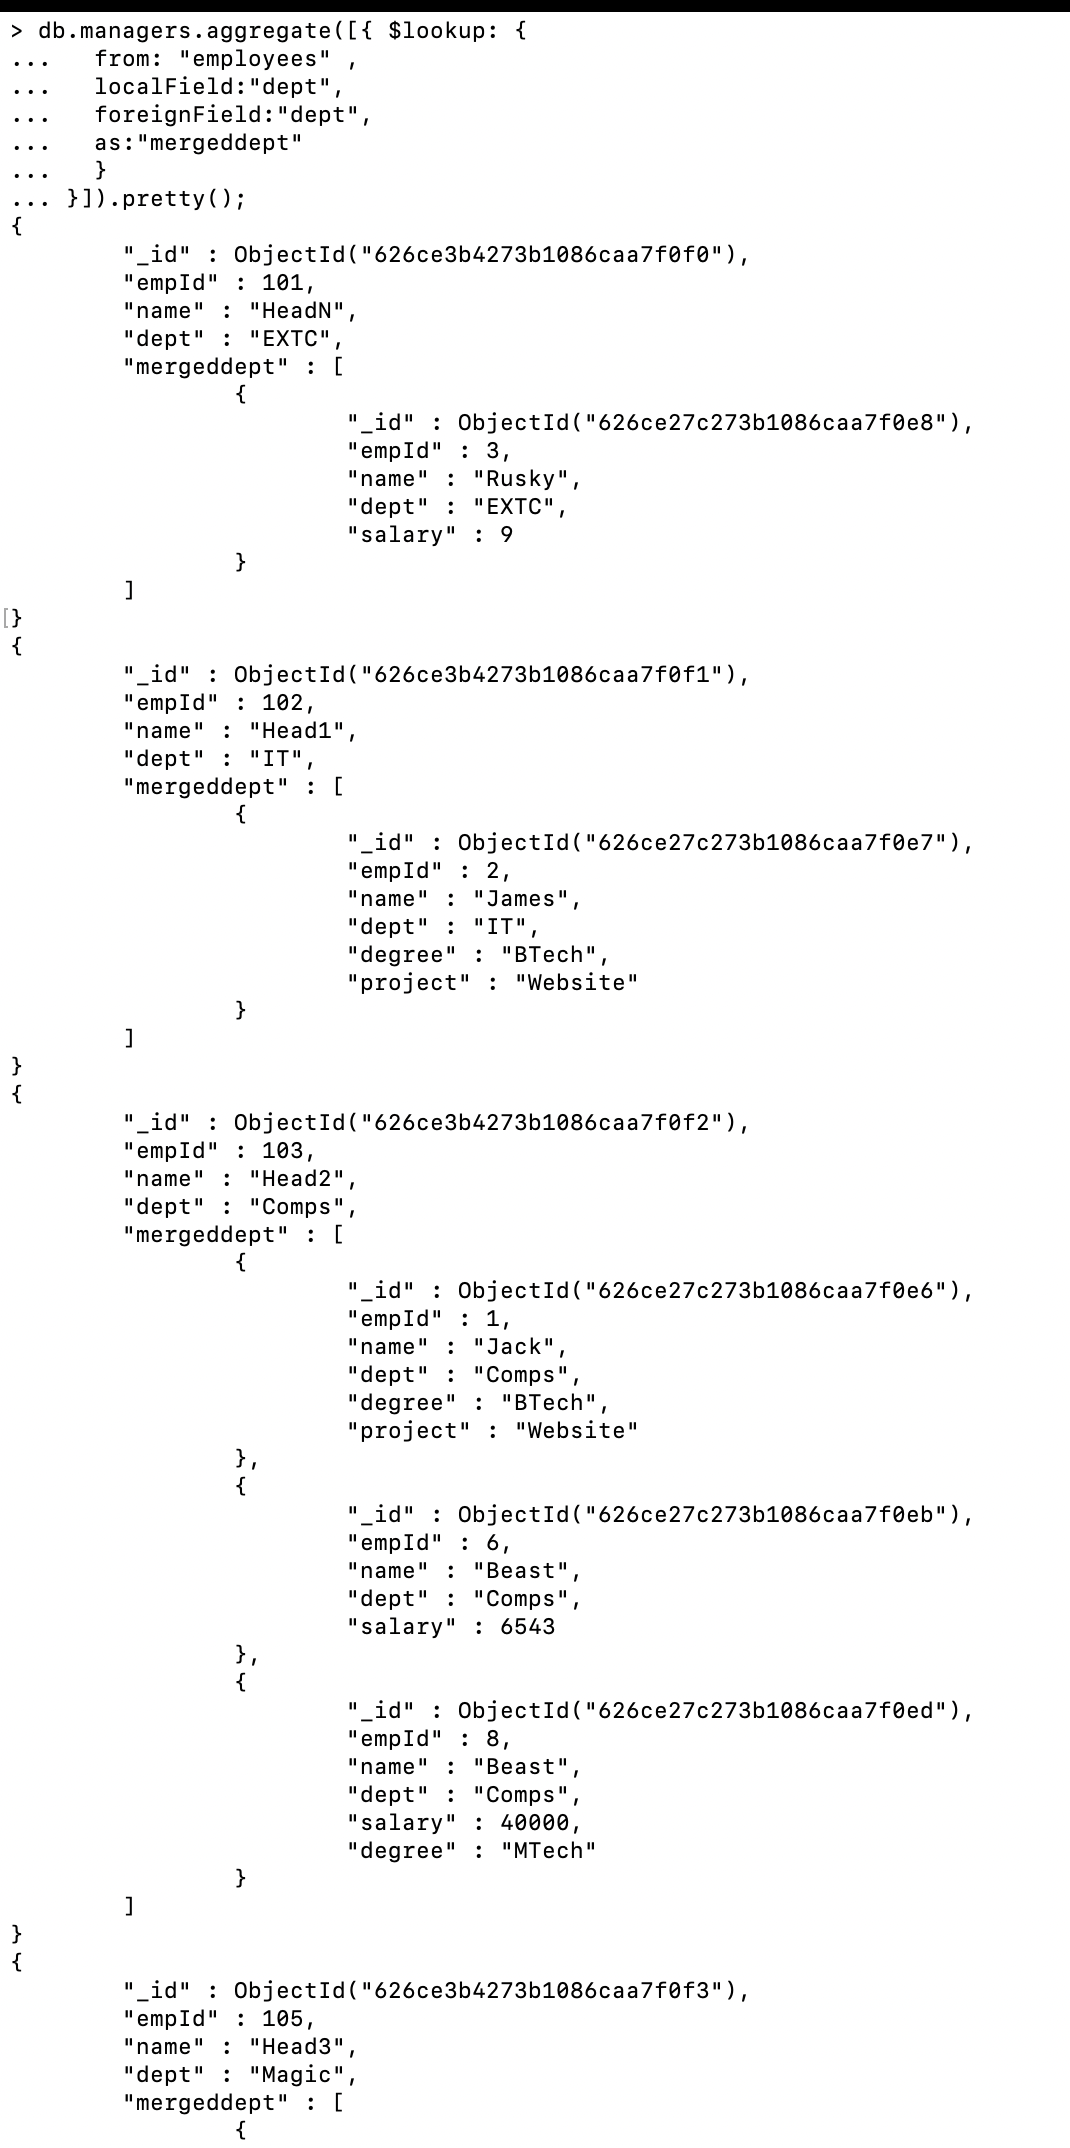 > db.managers.aggregate([{ $lookup: {
...   from: "employees" ,
...   localField:"dept",
...   foreignField:"dept",
...   as:"mergeddept"
...   }
... }]).pretty();
{
        "_id" : ObjectId("626ce3b4273b1086caa7f0f0"),
        "empId" : 101,
        "name" : "HeadN",
        "dept" : "EXTC",
        "mergeddept" : [
                {
                        "_id" : ObjectId("626ce27c273b1086caa7f0e8"),
                        "empId" : 3,
                        "name" : "Rusky",
                        "dept" : "EXTC",
                        "salary" : 9
                }
        ]
[}
{
        "_id" : ObjectId("626ce3b4273b1086caa7f0f1"),
        "empId" : 102,
        "name" : "Head1",
        "dept" : "IT",
        "mergeddept" : [
                {
                        "_id" : ObjectId("626ce27c273b1086caa7f0e7"),
                        "empId" : 2,
                        "name" : "James",
                        "dept" : "IT",
                        "degree" : "BTech",
                        "project" : "Website"
                }
        ]
}
{
        "_id" : ObjectId("626ce3b4273b1086caa7f0f2"),
        "empId" : 103,
        "name" : "Head2",
        "dept" : "Comps",
        "mergeddept" : [
                {
                        "_id" : ObjectId("626ce27c273b1086caa7f0e6"),
                        "empId" : 1,
                        "name" : "Jack",
                        "dept" : "Comps",
                        "degree" : "BTech",
                        "project" : "Website"
                },
                {
                        "_id" : ObjectId("626ce27c273b1086caa7f0eb"),
                        "empId" : 6,
                        "name" : "Beast",
                        "dept" : "Comps",
                        "salary" : 6543
                },
                {
                        "_id" : ObjectId("626ce27c273b1086caa7f0ed"),
                        "empId" : 8,
                        "name" : "Beast",
                        "dept" : "Comps",
                        "salary" : 40000,
                        "degree" : "MTech"
                }
        ]
}
{
        "_id" : ObjectId("626ce3b4273b1086caa7f0f3"),
        "empId" : 105,
        "name" : "Head3",
        "dept" : "Magic",
        "mergeddept" : [
                {